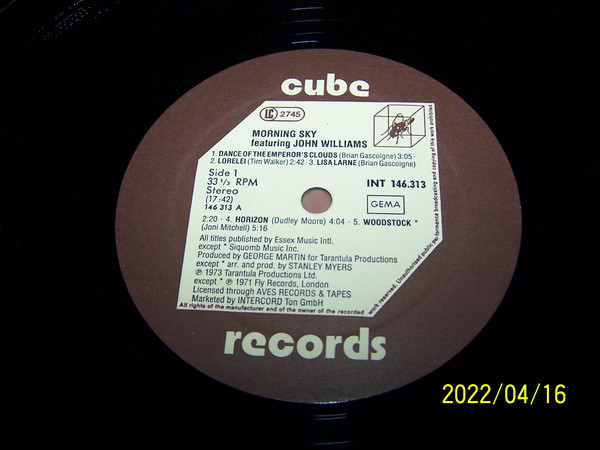 cube
LC 2745
MORNING SKY
featuring JOHN WILLIAMS
1. DANCE OF THE EMPEROR'S CLOUDS (Brian Gascoigne) 3:05 ·
2. LORELEI (Tim Walker) 2:42 · 3. LISA LARNE (Brian Gascoigne)
Side 1
33 1/3 RPM
Stereo
(17:42)
146 313 A
INT 146.313
GEMA
2:20 · 4. HORIZON (Dudley Moore) 4:04 · 5. WOODSTOCK *
(Joni Mitchell) 5:16
All titles published by Essex Music Intl.
except * Siquomb Music Inc.
Produced by GEORGE MARTIN for Tarantula Productions
except * arr. and prod. by STANLEY MYERS
℗ 1973 Tarantula Productions Ltd.
except * ℗ 1971 Fly Records, London
Licensed through AVES RECORDS & TAPES
Marketed by INTERCORD Ton GmbH
All rights of the manufacturer and of the owner of the recorded work reserved. Unauthorised public performance broadcasting and copying of this work prohibited
records
2022/04/16